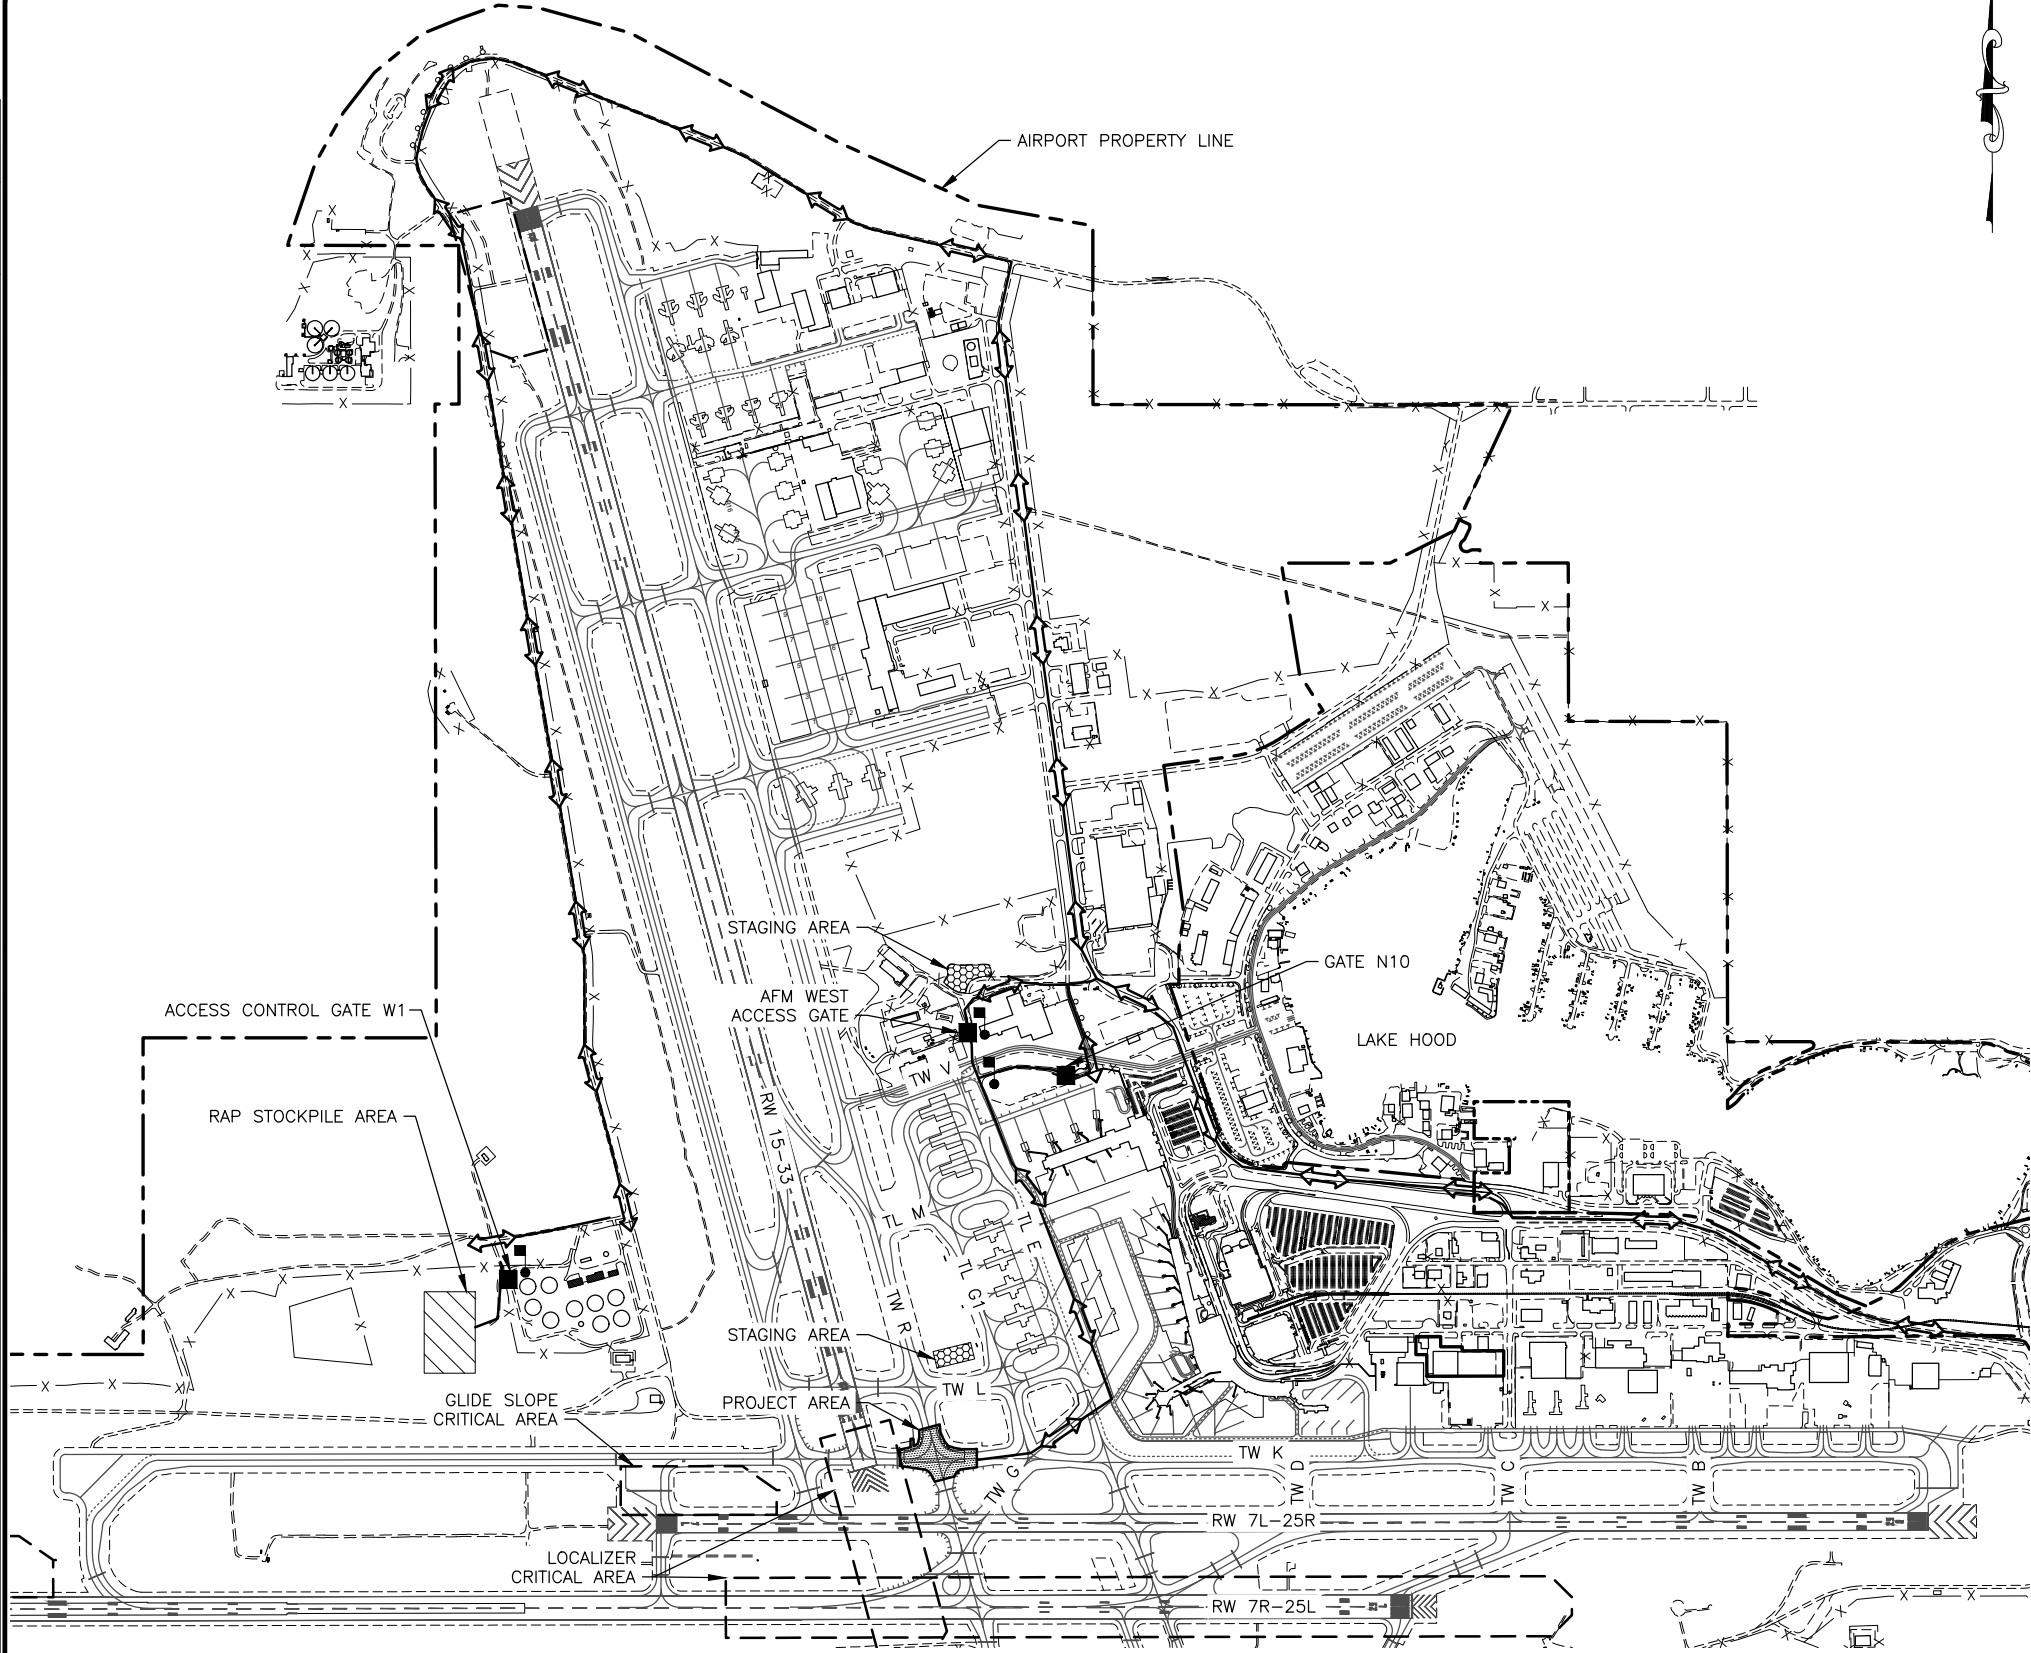 AIRPORT PROPERTY LINE
STAGING AREA
GATE N10
AFM WEST
ACCESS GATE
ACCESS CONTROL GATE W1
LAKE HOOD
TW V
RAP STOCKPILE AREA
RW 15-33
TL M
TL E
TL G1
TW R
STAGING AREA
TW L
GLIDE SLOPE
CRITICAL AREA
PROJECT AREA
TW K
TW G
TW D
TW C
TW B
RW 7L-25R
LOCALIZER
CRITICAL AREA
RW 7R-25L